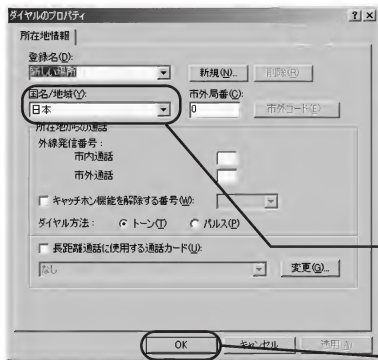 ダイヤルのプロパティ
所在地情報
登録名(D):
新しい場所 新規(N)... 削除(R)
国名/地域(Y): 市外局番(C):
日本 0 市外コード(E)
所在地からの通話
外線発信番号:
市内通話
市外通話
キャッチホン機能を解除する番号(W):
ダイヤル方法: トーン(T) パルス(P)
長距離通話に使用する通話カード(U):
なし 変更(G)...
OK キャンセル 適用(A)